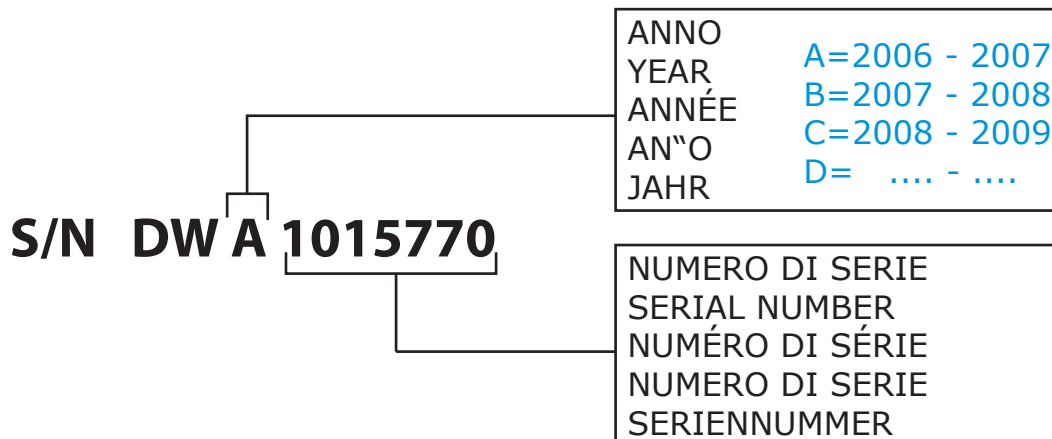 ANNO
YEAR
ANNÉE
AN‟O
JAHR
A=2006 - 2007
B=2007 - 2008
C=2008 - 2009
D= .... - ....
S/N DW A 1015770
NUMERO DI SERIE
SERIAL NUMBER
NUMÉRO DI SÉRIE
NUMERO DI SERIE
SERIENNUMMER